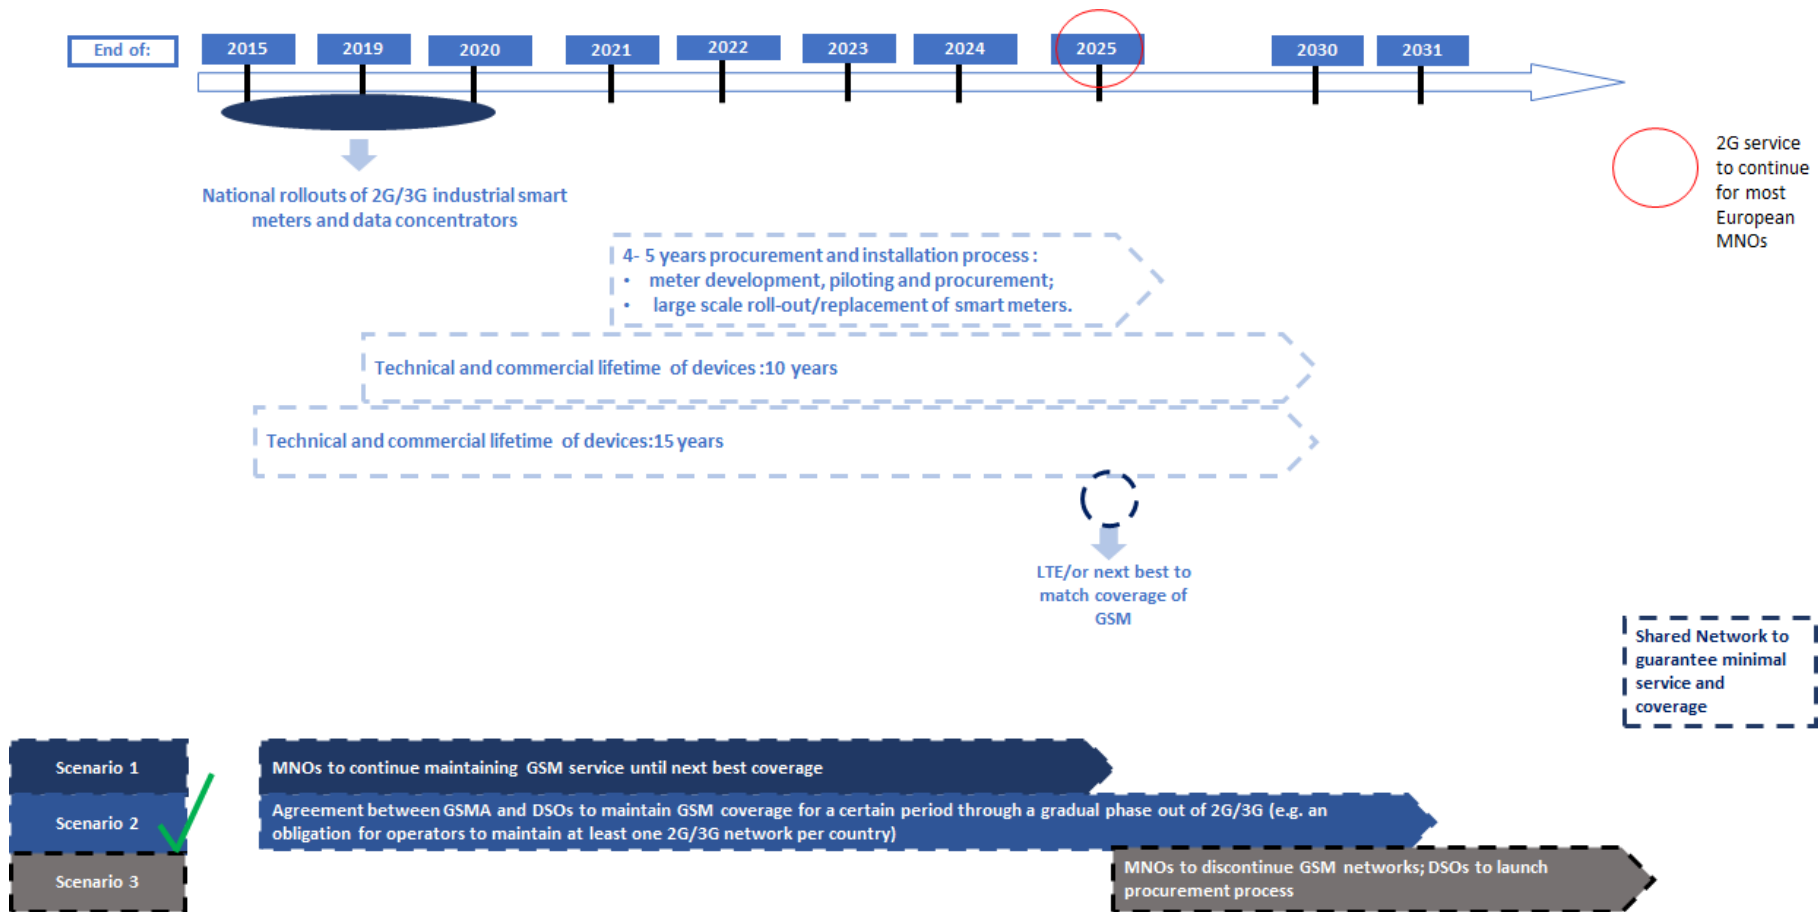 End of:
2015
2019
2020
2021
2022
2023
2024
2025
2030
2031
2G service
to continue
for most
European
MNOs
National rollouts of 2G/3G industrial smart
meters and data concentrators
4- 5 years procurement and installation process :
• meter development, piloting and procurement;
• large scale roll-out/replacement of smart meters.
Technical and commercial lifetime of devices :10 years
Technical and commercial lifetime of devices:15 years
LTE/or next best to
match coverage of
GSM
Shared Network to
guarantee minimal
service and
coverage
Scenario 1
MNOs to continue maintaining GSM service until next best coverage
Scenario 2
Agreement between GSMA and DSOs to maintain GSM coverage for a certain period through a gradual phase out of 2G/3G (e.g. an
obligation for operators to maintain at least one 2G/3G network per country)
Scenario 3
MNOs to discontinue GSM networks; DSOs to launch
procurement process